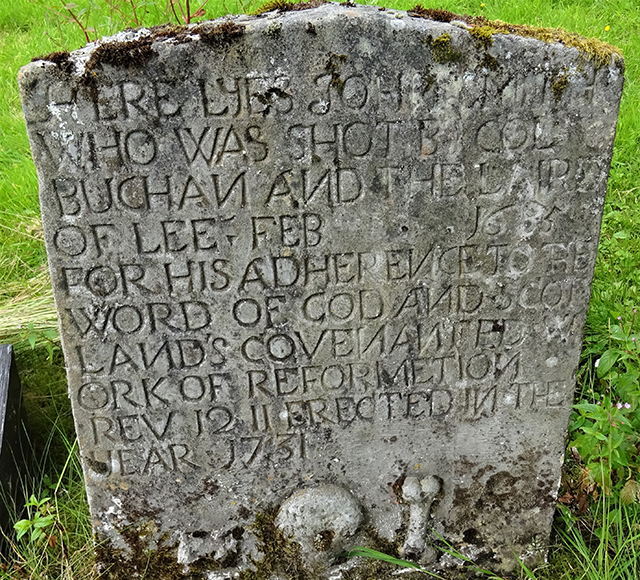 HERE LYES JOHN SMITH
WHO WAS SHOT BY COL
BUCHAN AND THE LAIRD
OF LEE FEB 1685
FOR HIS ADHERENCE TO THE
WORD OF GOD AND SCOT
LANDS COVENANTED W
ORK OF REFORMETION
REV 12 11 ERECTED IN THE
YEAR 1731